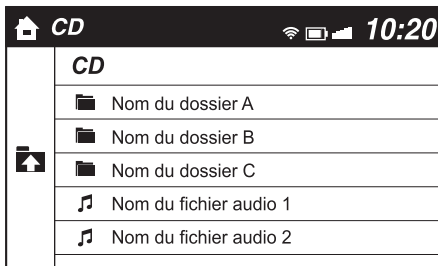 CD
10:20
CD
Nom du dossier A
Nom du dossier B
Nom du dossier C
Nom du fichier audio 1
Nom du fichier audio 2